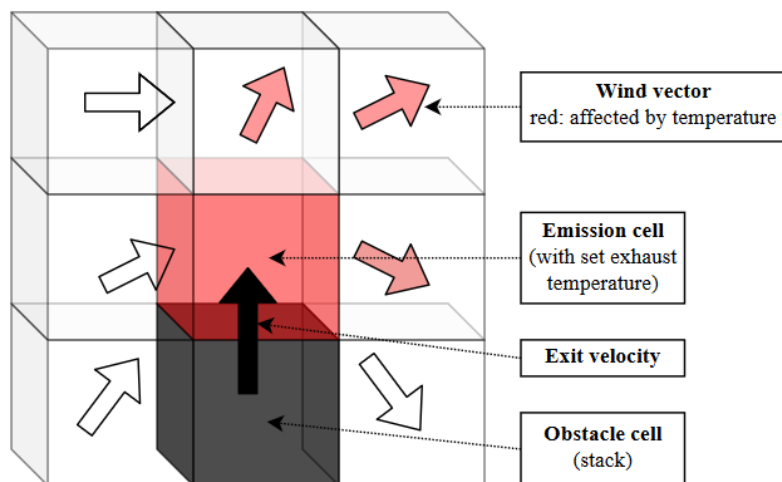 Wind vector
red: affected by temperature
Emission cell
(with set exhaust
temperature)
Exit velocity
Obstacle cell
(stack)